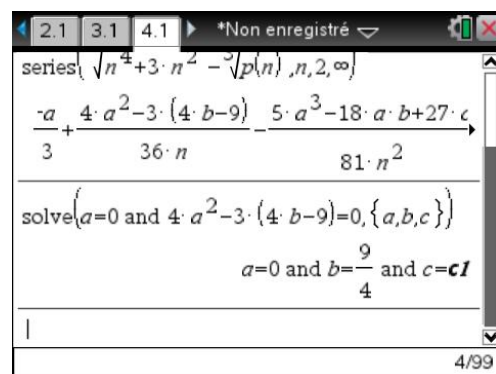 2.1 3.1 4.1 *Non enregistré
series(⁴√n⁴+3·n² − ³√p(n) ,n,2,∞)
-a/3 + (4·a²−3·(4·b−9))/(36·n) − (5·a³−18·a·b+27·c)/(81·n²)
solve(a=0 and 4·a²−3·(4·b−9)=0,{a,b,c})
a=0 and b=9/4 and c=c1
4/99